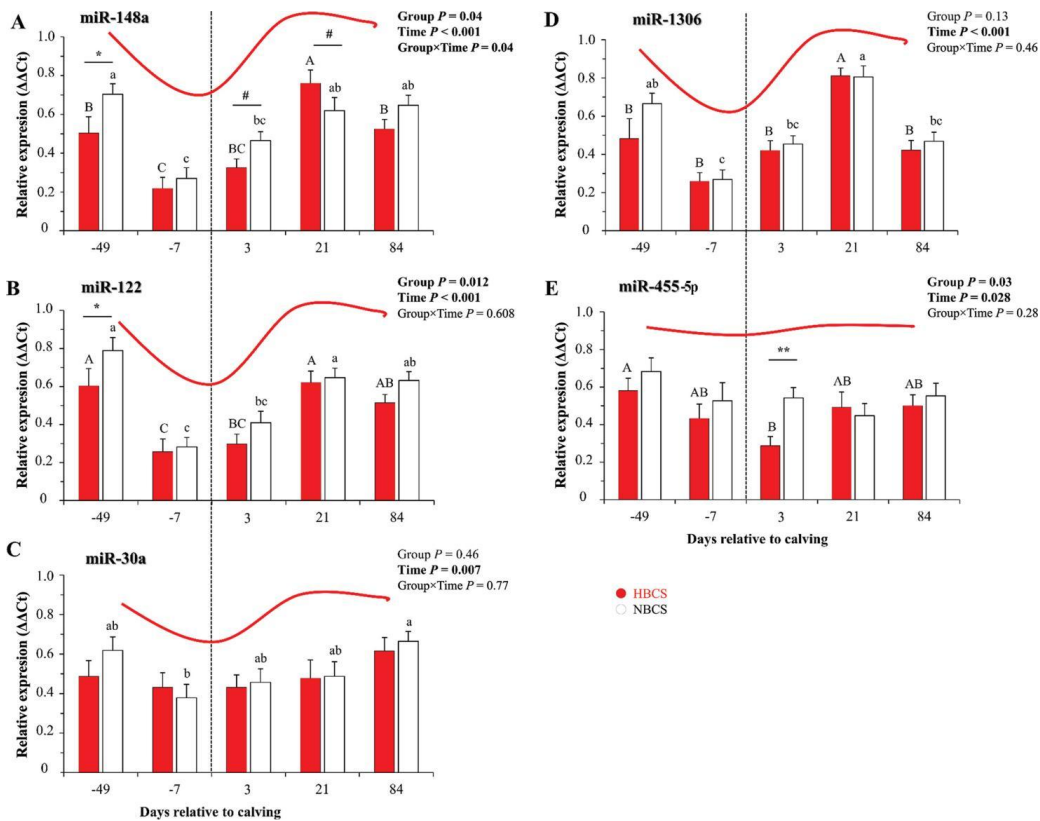 A
miR-148a
Group P = 0.04
Time P < 0.001
Group×Time P = 0.04
Relative expresion (ΔΔCt)
1.0
0.8
0.6
0.4
0.2
0
*
#
#
B
a
C
c
BC
bc
A
ab
B
ab
-49
-7
3
21
84
B
miR-122
Group P = 0.012
Time P < 0.001
Group×Time P = 0.608
Relative expresion (ΔΔCt)
1.0
0.8
0.6
0.4
0.2
0.0
*
A
a
C
c
BC
bc
A
a
AB
ab
-49
-7
3
21
84
C
miR-30a
Group P = 0.46
Time P = 0.007
Group×Time P = 0.77
Relative expresion (ΔΔCt)
1.0
0.8
0.6
0.4
0.2
0.0
ab
b
ab
ab
a
-49
-7
3
21
84
Days relative to calving
D
miR-1306
Group P = 0.13
Time P < 0.001
Group×Time P = 0.46
Relative expresion (ΔΔCt)
1.0
0.8
0.6
0.4
0.2
0
B
ab
B
c
B
bc
A
a
B
bc
-49
-7
3
21
84
E
miR-455-5p
Group P = 0.03
Time P = 0.028
Group×Time P = 0.28
Relative expresion (ΔΔCt)
1.0
0.8
0.6
0.4
0.2
0.0
**
A
AB
B
AB
AB
-49
-7
3
21
84
Days relative to calving
HBCS
NBCS